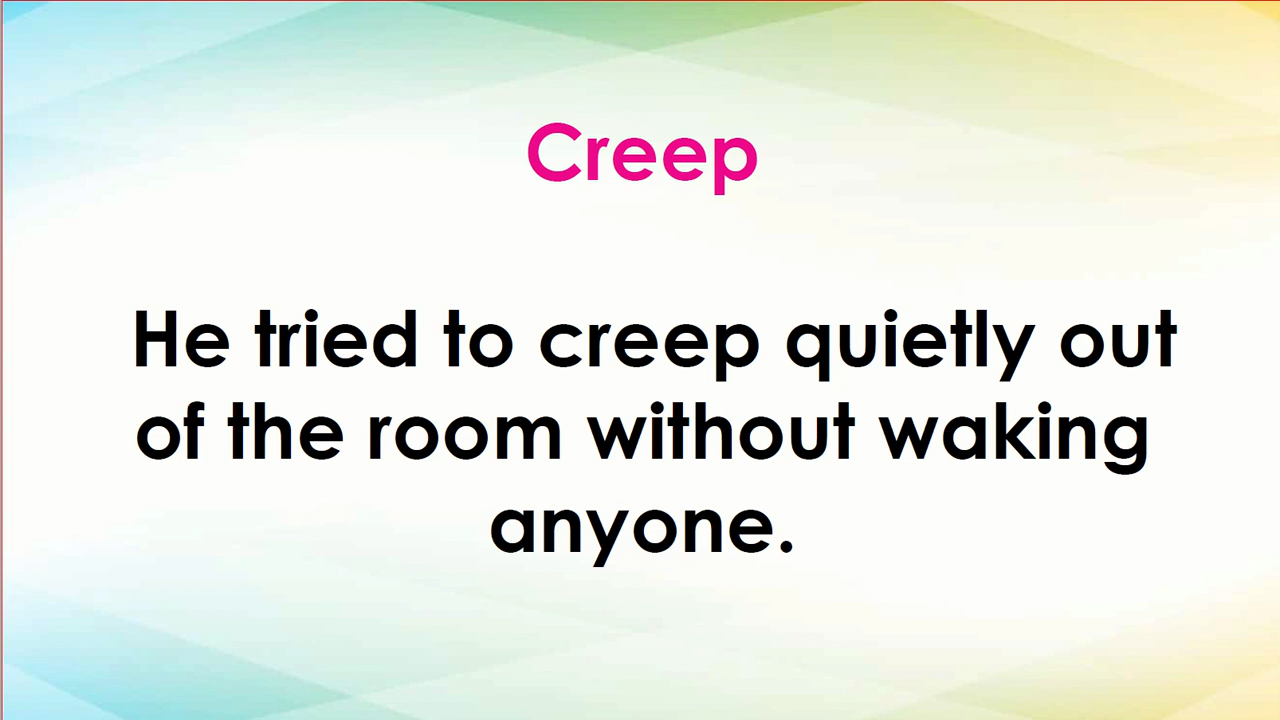 Creep
He tried to creep quietly out
of the room without waking
anyone.